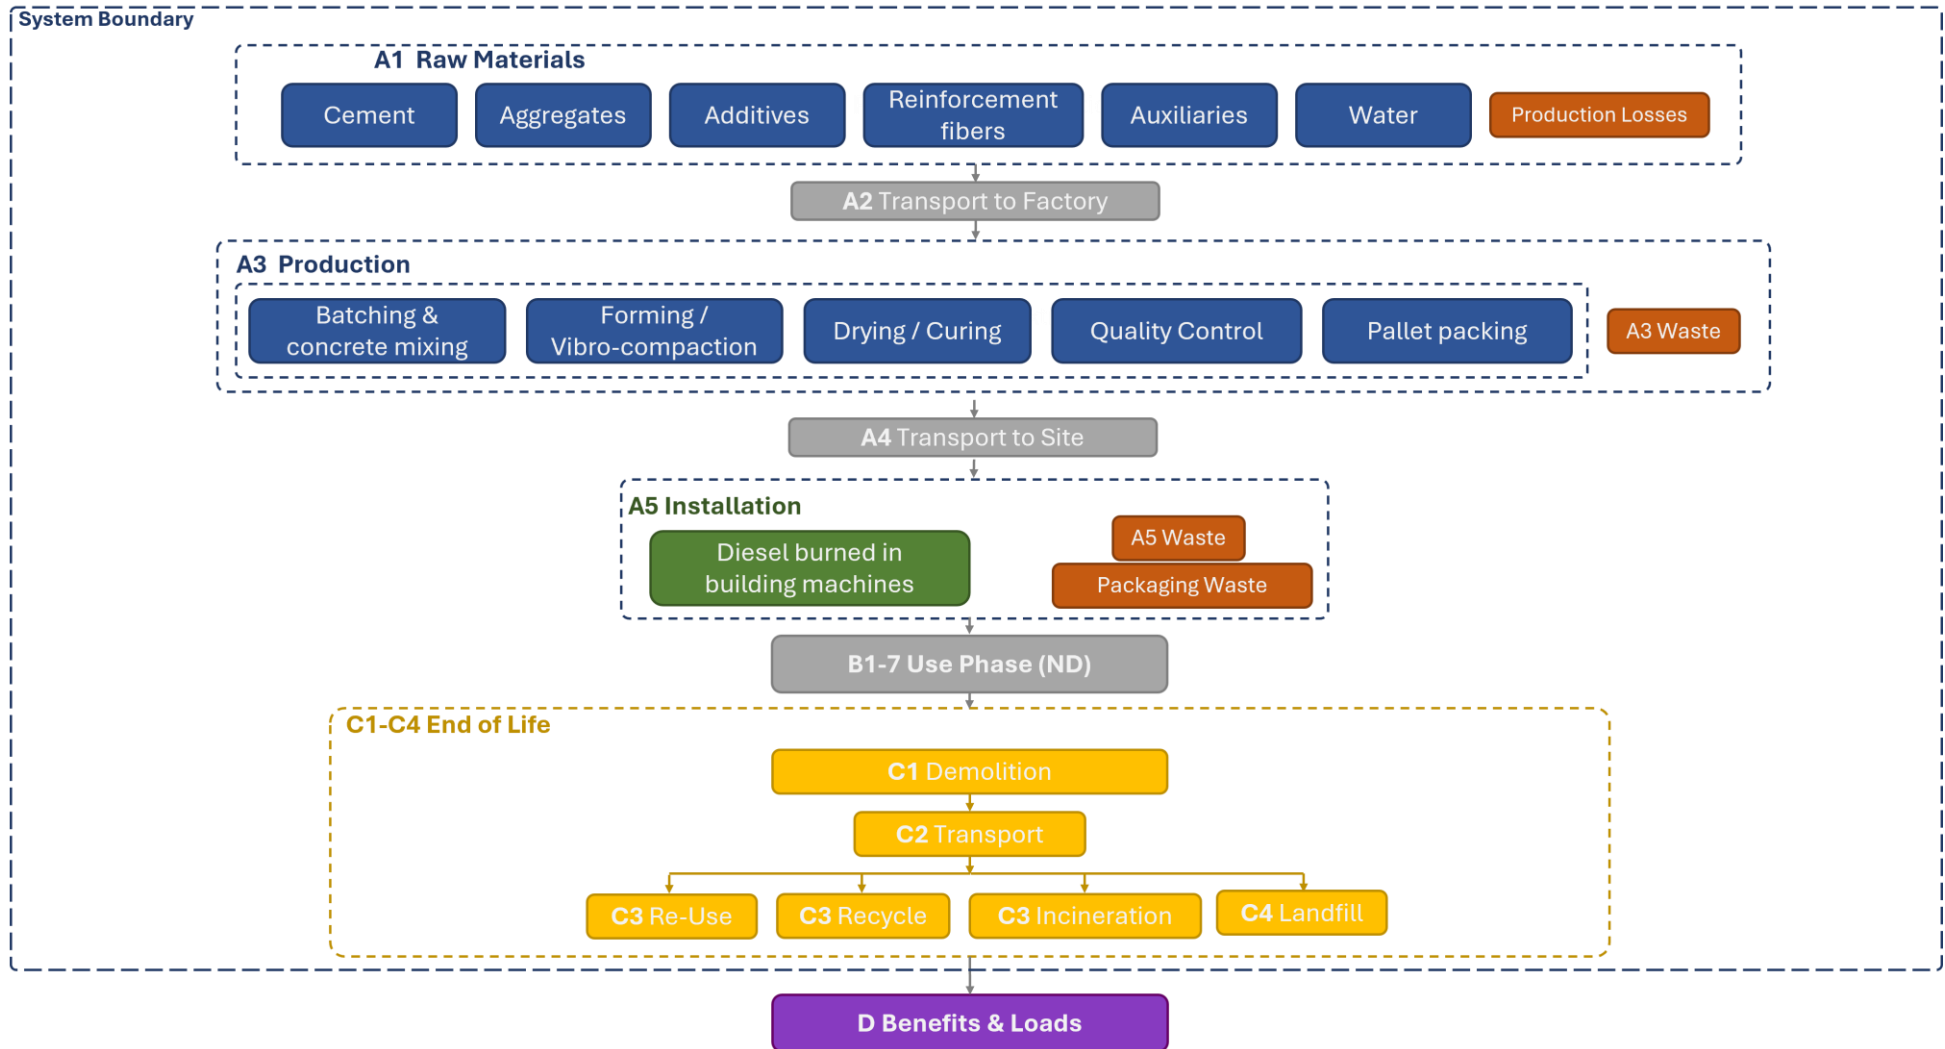 System Boundary
A1 Raw Materials
Cement
Aggregates
Additives
Reinforcement
fibers
Auxiliaries
Water
Production Losses
A2 Transport to Factory
A3 Production
Batching &
concrete mixing
Forming /
Vibro-compaction
Drying / Curing
Quality Control
Pallet packing
A3 Waste
A4 Transport to Site
A5 Installation
Diesel burned in
building machines
A5 Waste
Packaging Waste
B1-7 Use Phase (ND)
C1-C4 End of Life
C1 Demolition
C2 Transport
C3 Re-Use
C3 Recycle
C3 Incineration
C4 Landfill
D Benefits & Loads